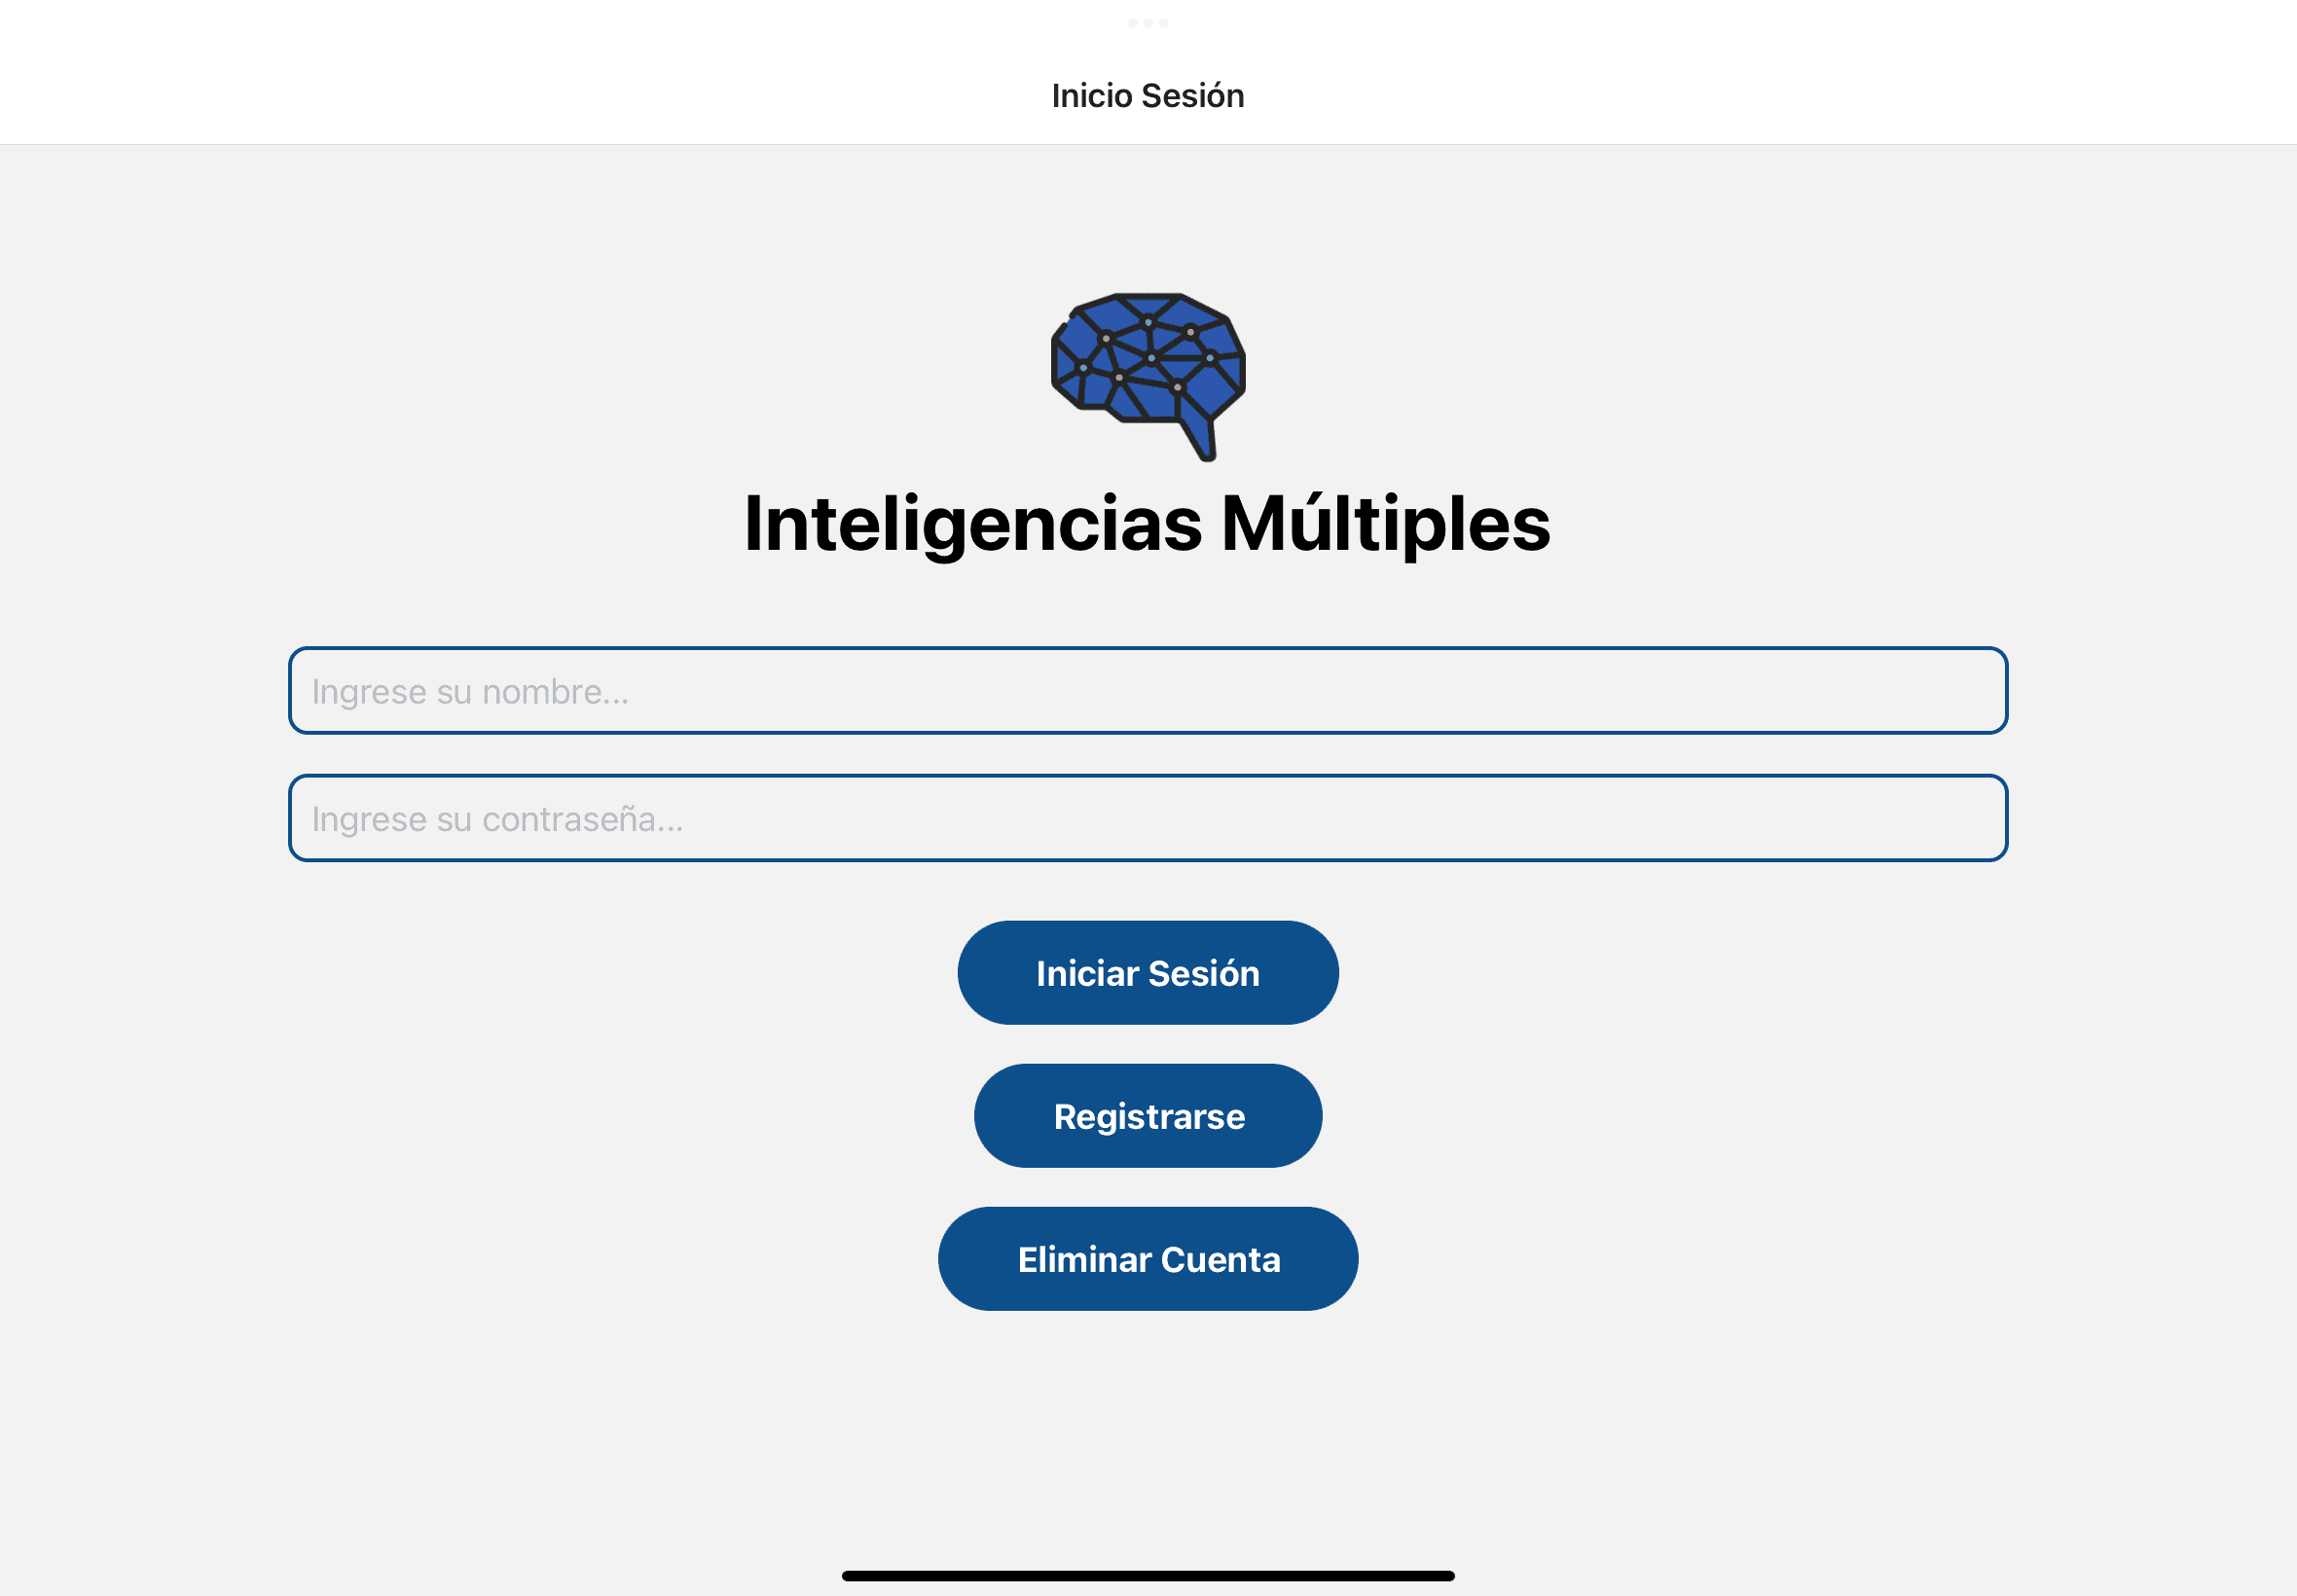 Inicio Sesión
Inteligencias Múltiples
Ingrese su nombre...
Ingrese su contraseña...
Iniciar Sesión
Registrarse
Eliminar Cuenta